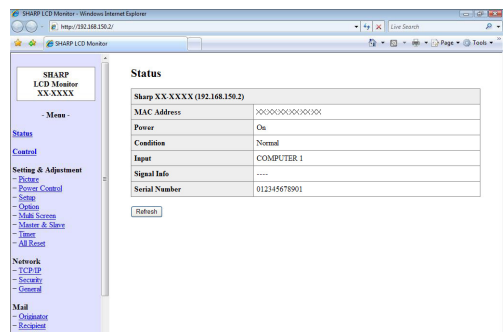 SHARP LCD Monitor - Windows Internet Explorer
http://192.168.150.2/
Live Search
SHARP LCD Monitor
Page
Tools
SHARP
LCD Monitor
XX-XXXX
- Menu -
Status
Control
Setting & Adjustment
- Picture
- Power Control
- Setup
- Option
- Multi Screen
- Master & Slave
- Timer
- All Reset
Network
- TCP/IP
- Security
- General
Mail
- Originator
- Recipient
Status
Sharp XX-XXXX (192.168.150.2)
MAC Address XXXXXXXXXXXX
Power On
Condition Normal
Input COMPUTER 1
Signal Info ----
Serial Number 012345678901
Refresh